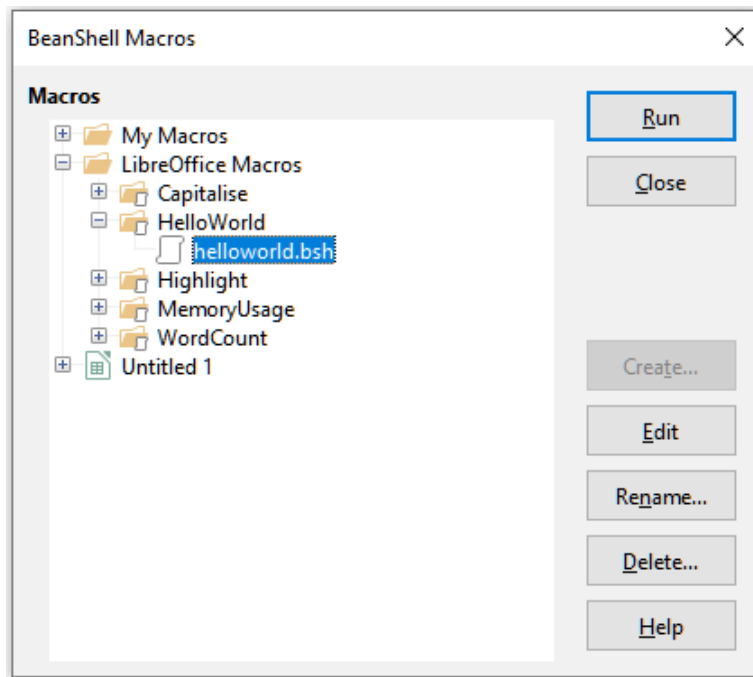 BeanShell Macros
Macros
My Macros
LibreOffice Macros
Capitalise
HelloWorld
helloworld.bsh
Highlight
MemoryUsage
WordCount
Untitled 1
Run
Close
Create...
Edit
Rename...
Delete...
Help